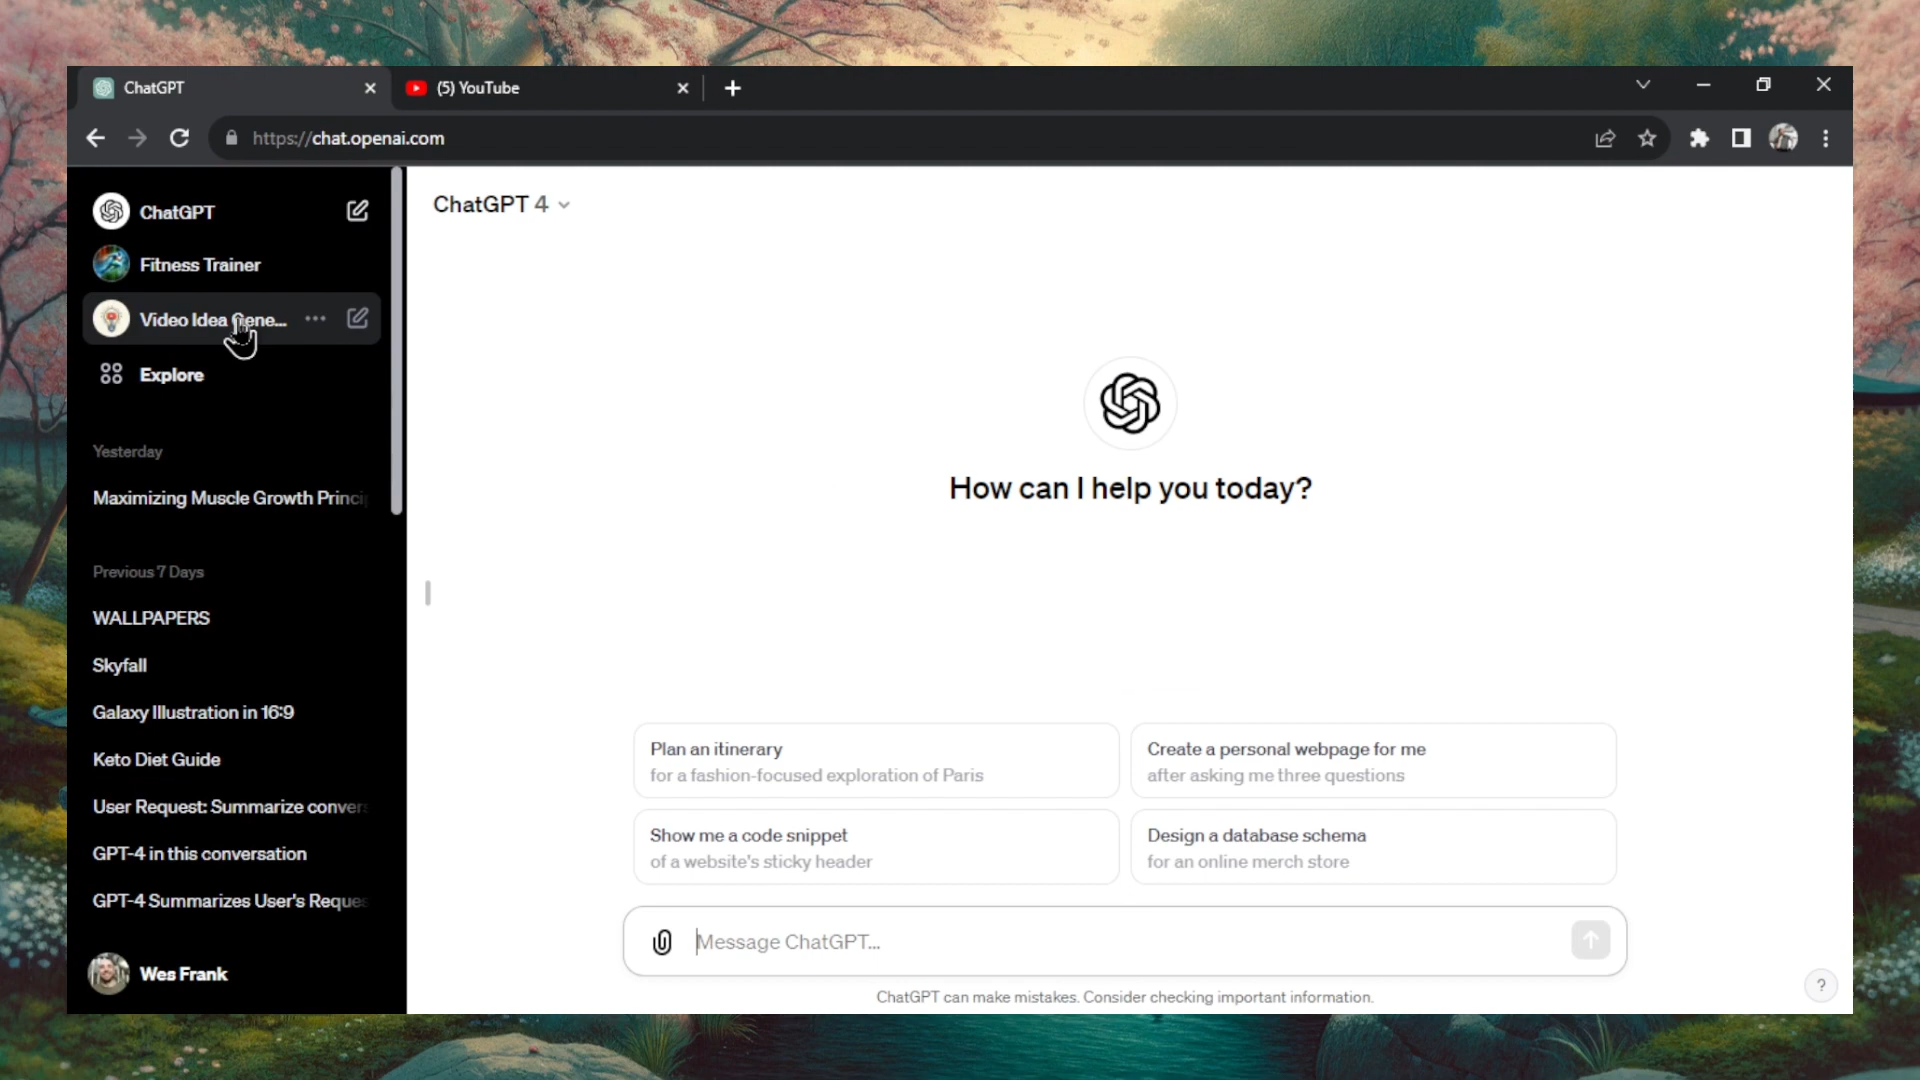 ChatGPT
(5) YouTube
https://chat.openai.com
ChatGPT
Fitness Trainer
Video Idea Gene...
Explore
Yesterday
Maximizing Muscle Growth Princi
Previous 7 Days
WALLPAPERS
Skyfall
Galaxy Illustration in 16:9
Keto Diet Guide
User Request: Summarize convers
GPT-4 in this conversation
GPT-4 Summarizes User's Reques
Wes Frank
ChatGPT 4
How can I help you today?
Plan an itinerary
for a fashion-focused exploration of Paris
Create a personal webpage for me
after asking me three questions
Show me a code snippet
of a website's sticky header
Design a database schema
for an online merch store
Message ChatGPT...
ChatGPT can make mistakes. Consider checking important information.
?